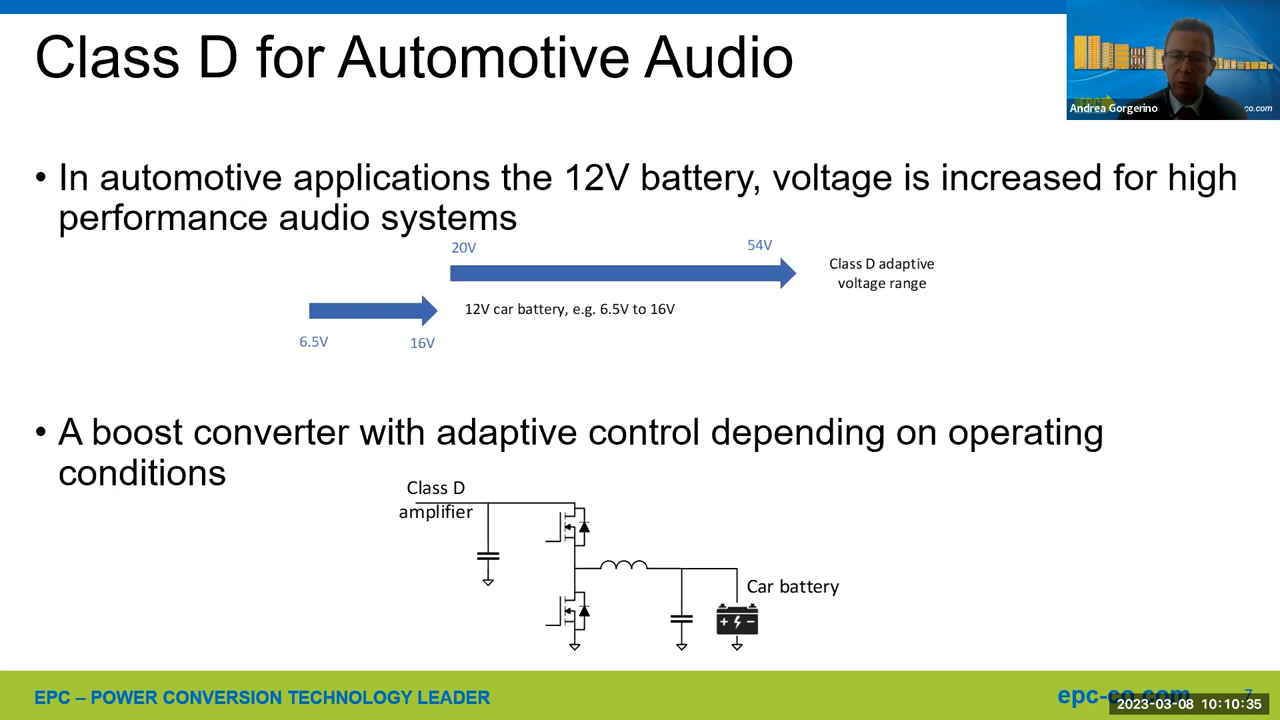 Class D for Automotive Audio
Andrea Gorgerino
co.com
• In automotive applications the 12V battery, voltage is increased for high
performance audio systems
20V
54V
Class D adaptive
voltage range
12V car battery, e.g. 6.5V to 16V
6.5V
16V
• A boost converter with adaptive control depending on operating
conditions
Class D
amplifier
Car battery
EPC – POWER CONVERSION TECHNOLOGY LEADER
epc-co.com
7
2023-03-08 10:10:35